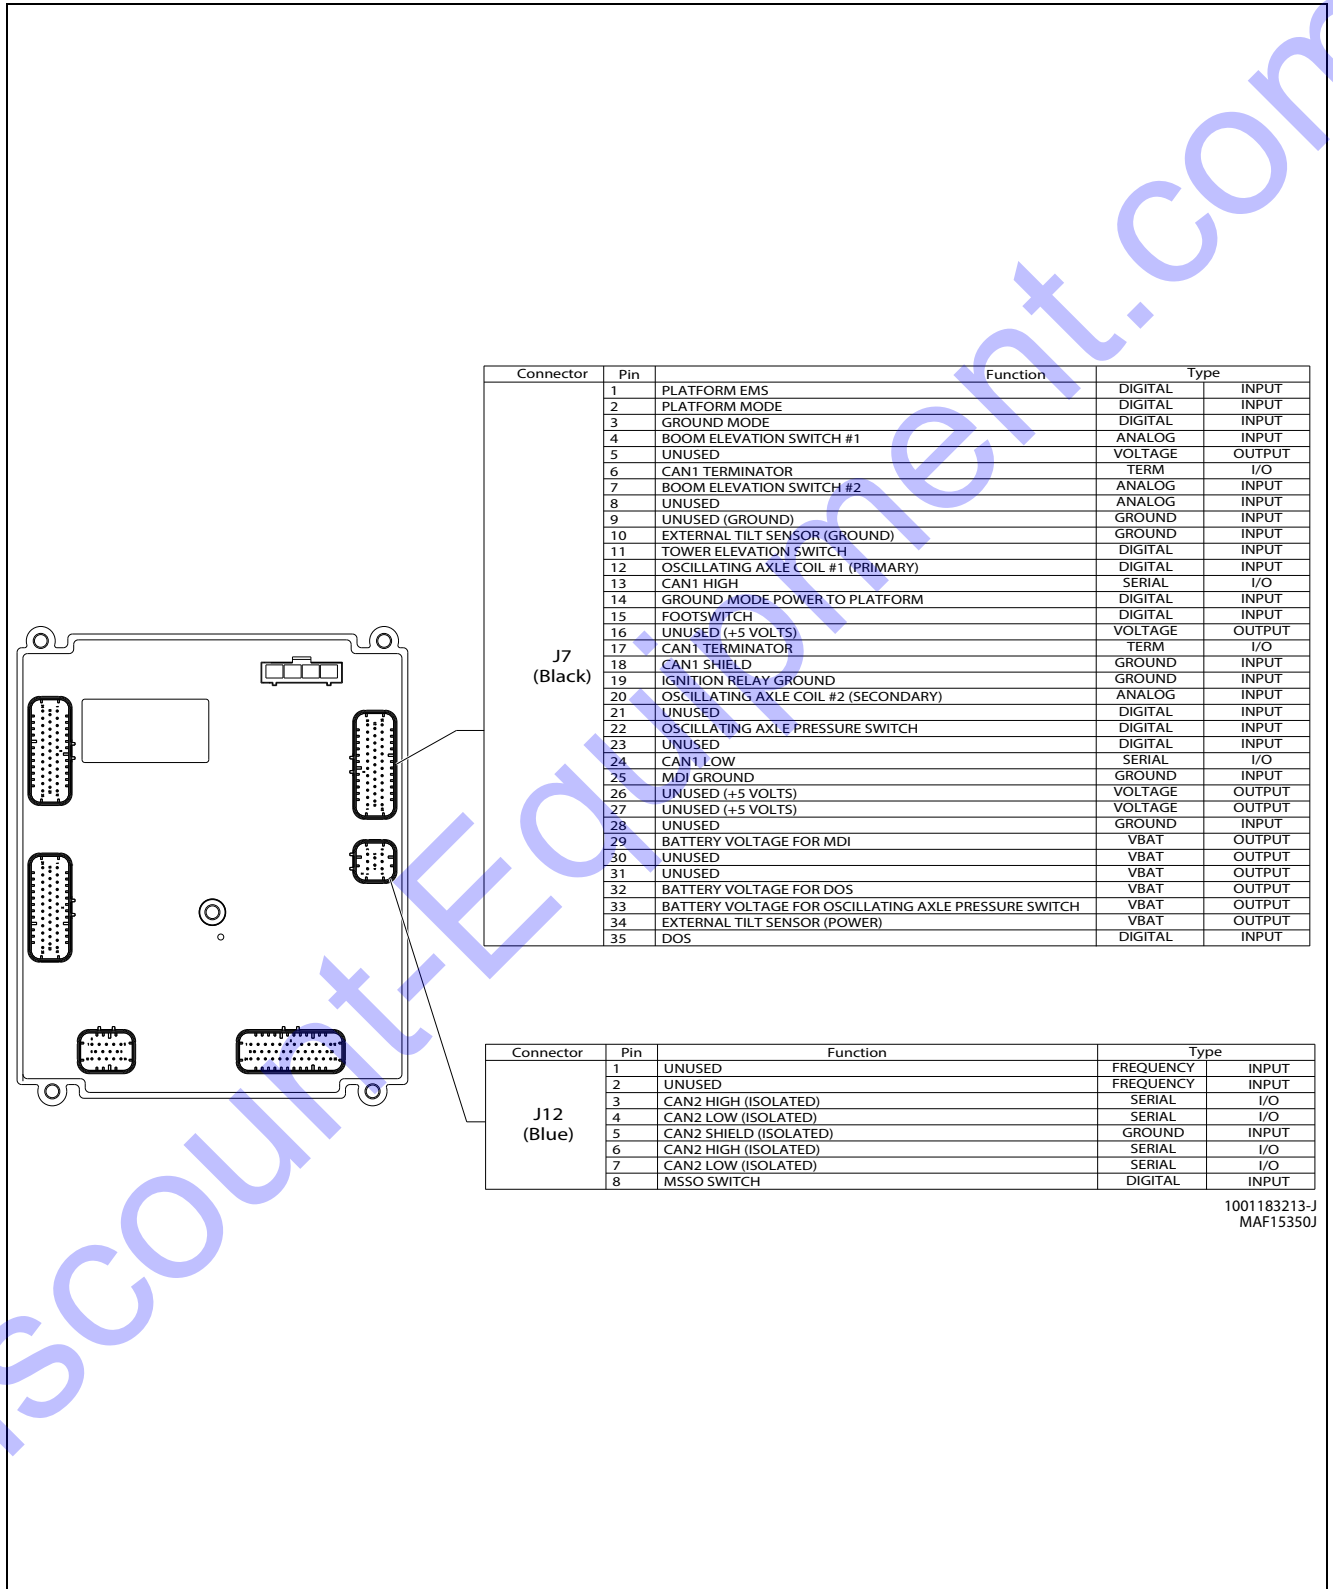 Connector Pin Function Type
J7
(Black)
1 PLATFORM EMS DIGITAL INPUT
2 PLATFORM MODE DIGITAL INPUT
3 GROUND MODE DIGITAL INPUT
4 BOOM ELEVATION SWITCH #1 ANALOG INPUT
5 UNUSED VOLTAGE OUTPUT
6 CAN1 TERMINATOR TERM I/O
7 BOOM ELEVATION SWITCH #2 ANALOG INPUT
8 UNUSED ANALOG INPUT
9 UNUSED (GROUND) GROUND INPUT
10 EXTERNAL TILT SENSOR (GROUND) GROUND INPUT
11 TOWER ELEVATION SWITCH DIGITAL INPUT
12 OSCILLATING AXLE COIL #1 (PRIMARY) DIGITAL INPUT
13 CAN1 HIGH SERIAL I/O
14 GROUND MODE POWER TO PLATFORM DIGITAL INPUT
15 FOOTSWITCH DIGITAL INPUT
16 UNUSED (+5 VOLTS) VOLTAGE OUTPUT
17 CAN1 TERMINATOR TERM I/O
18 CAN1 SHIELD GROUND INPUT
19 IGNITION RELAY GROUND GROUND INPUT
20 OSCILLATING AXLE COIL #2 (SECONDARY) ANALOG INPUT
21 UNUSED DIGITAL INPUT
22 OSCILLATING AXLE PRESSURE SWITCH DIGITAL INPUT
23 UNUSED DIGITAL INPUT
24 CAN1 LOW SERIAL I/O
25 MDI GROUND GROUND INPUT
26 UNUSED (+5 VOLTS) VOLTAGE OUTPUT
27 UNUSED (+5 VOLTS) VOLTAGE OUTPUT
28 UNUSED GROUND INPUT
29 BATTERY VOLTAGE FOR MDI VBAT OUTPUT
30 UNUSED VBAT OUTPUT
31 UNUSED VBAT OUTPUT
32 BATTERY VOLTAGE FOR DOS VBAT OUTPUT
33 BATTERY VOLTAGE FOR OSCILLATING AXLE PRESSURE SWITCH VBAT OUTPUT
34 EXTERNAL TILT SENSOR (POWER) VBAT OUTPUT
35 DOS DIGITAL INPUT
Connector Pin Function Type
J12
(Blue)
1 UNUSED FREQUENCY INPUT
2 UNUSED FREQUENCY INPUT
3 CAN2 HIGH (ISOLATED) SERIAL I/O
4 CAN2 LOW (ISOLATED) SERIAL I/O
5 CAN2 SHIELD (ISOLATED) GROUND INPUT
6 CAN2 HIGH (ISOLATED) SERIAL I/O
7 CAN2 LOW (ISOLATED) SERIAL I/O
8 MSSO SWITCH DIGITAL INPUT
1001183213-J
MAF15350J
iscount-Equipment.com